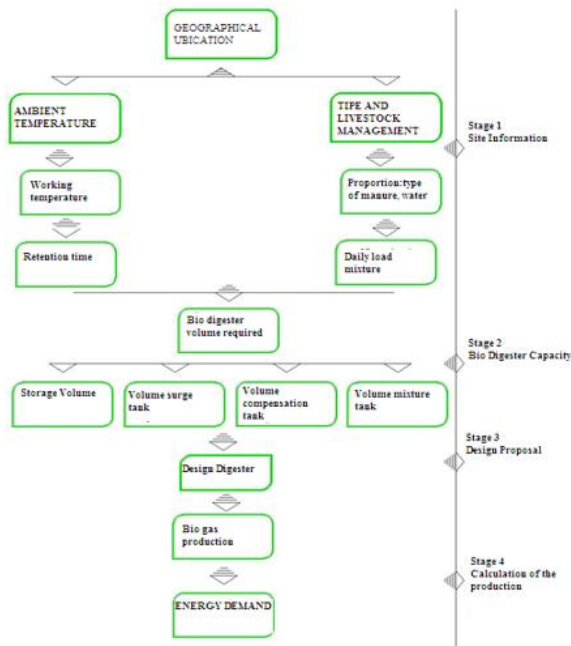 GEOGRAPHICAL
UBICATION
AMBIENT
TEMPERATURE
TIPE AND
LIVESTOCK
MANAGEMENT
Stage 1
Site Information
Working
temperature
Proportion:type
of manure, water
Retention time
Daily load
mixture
Bio digester
volume required
Stage 2
Bio Digester Capacity
Storage Volume
Volume surge
tank
Volume
compensation
tank
Volume mixture
tank
Stage 3
Design Proposal
Design Digester
Bio gas
production
Stage 4
Calculation of the
production
ENERGY DEMAND